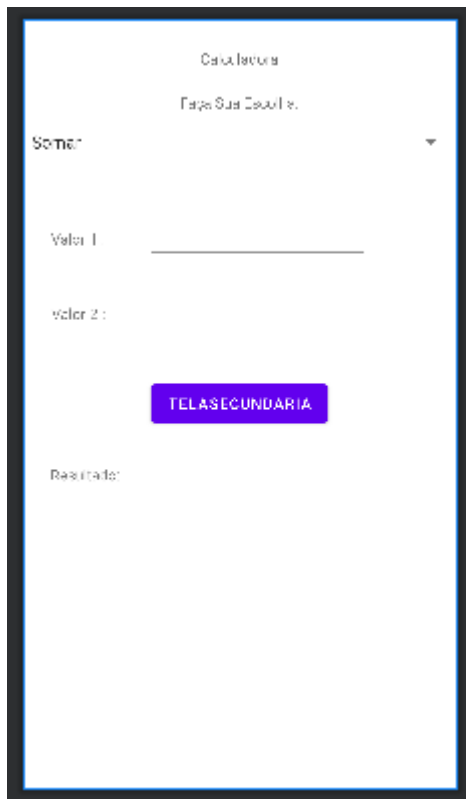 Calculadora
Faça Sua Escolha:
Somar
Valor 1 :
Valor 2 :
TELASECUNDARIA
Resultado: